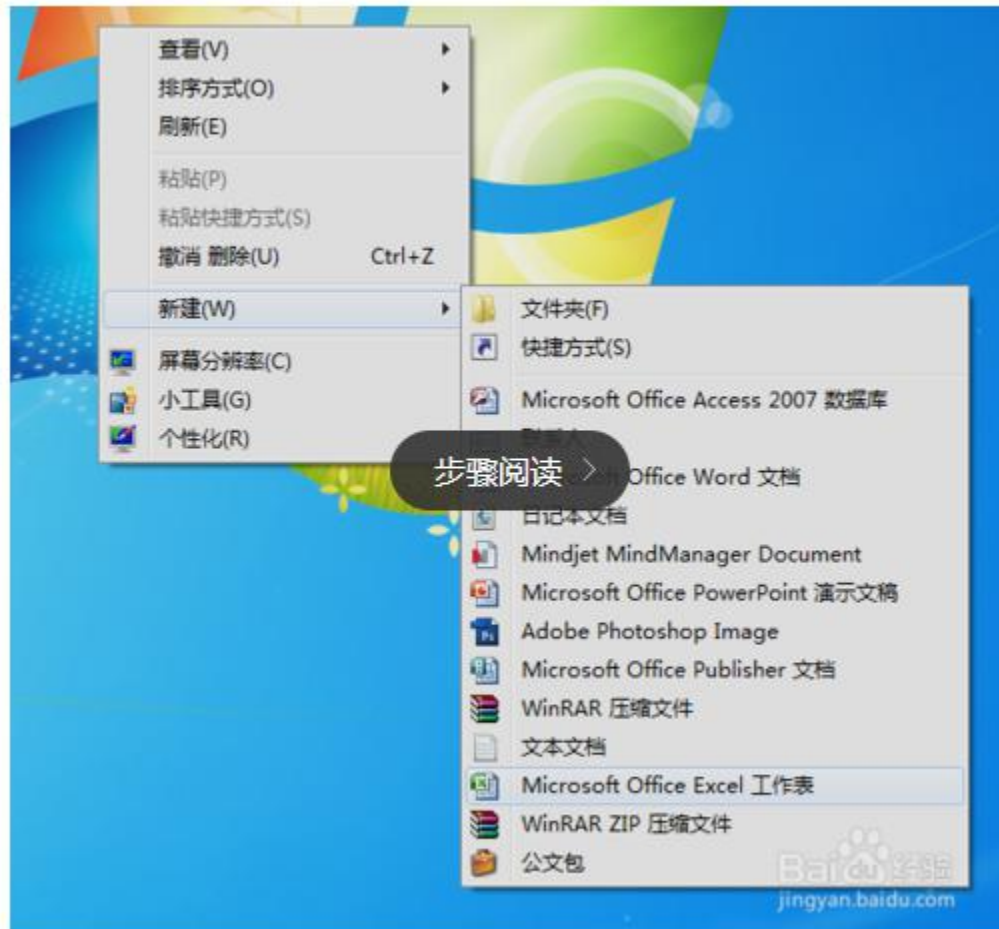 查看(V)
排序方式(O)
刷新(E)
粘贴(P)
粘贴快捷方式(S)
撤消 删除(U) Ctrl+Z
新建(W)
屏幕分辨率(C)
小工具(G)
个性化(R)
文件夹(F)
快捷方式(S)
Microsoft Office Access 2007 数据库
步骤阅读
Office Word 文档
日记本文档
Mindjet MindManager Document
Microsoft Office PowerPoint 演示文稿
Adobe Photoshop Image
Microsoft Office Publisher 文档
WinRAR 压缩文件
文本文档
Microsoft Office Excel 工作表
WinRAR ZIP 压缩文件
公文包
Baidu 经验
jingyan.baidu.com